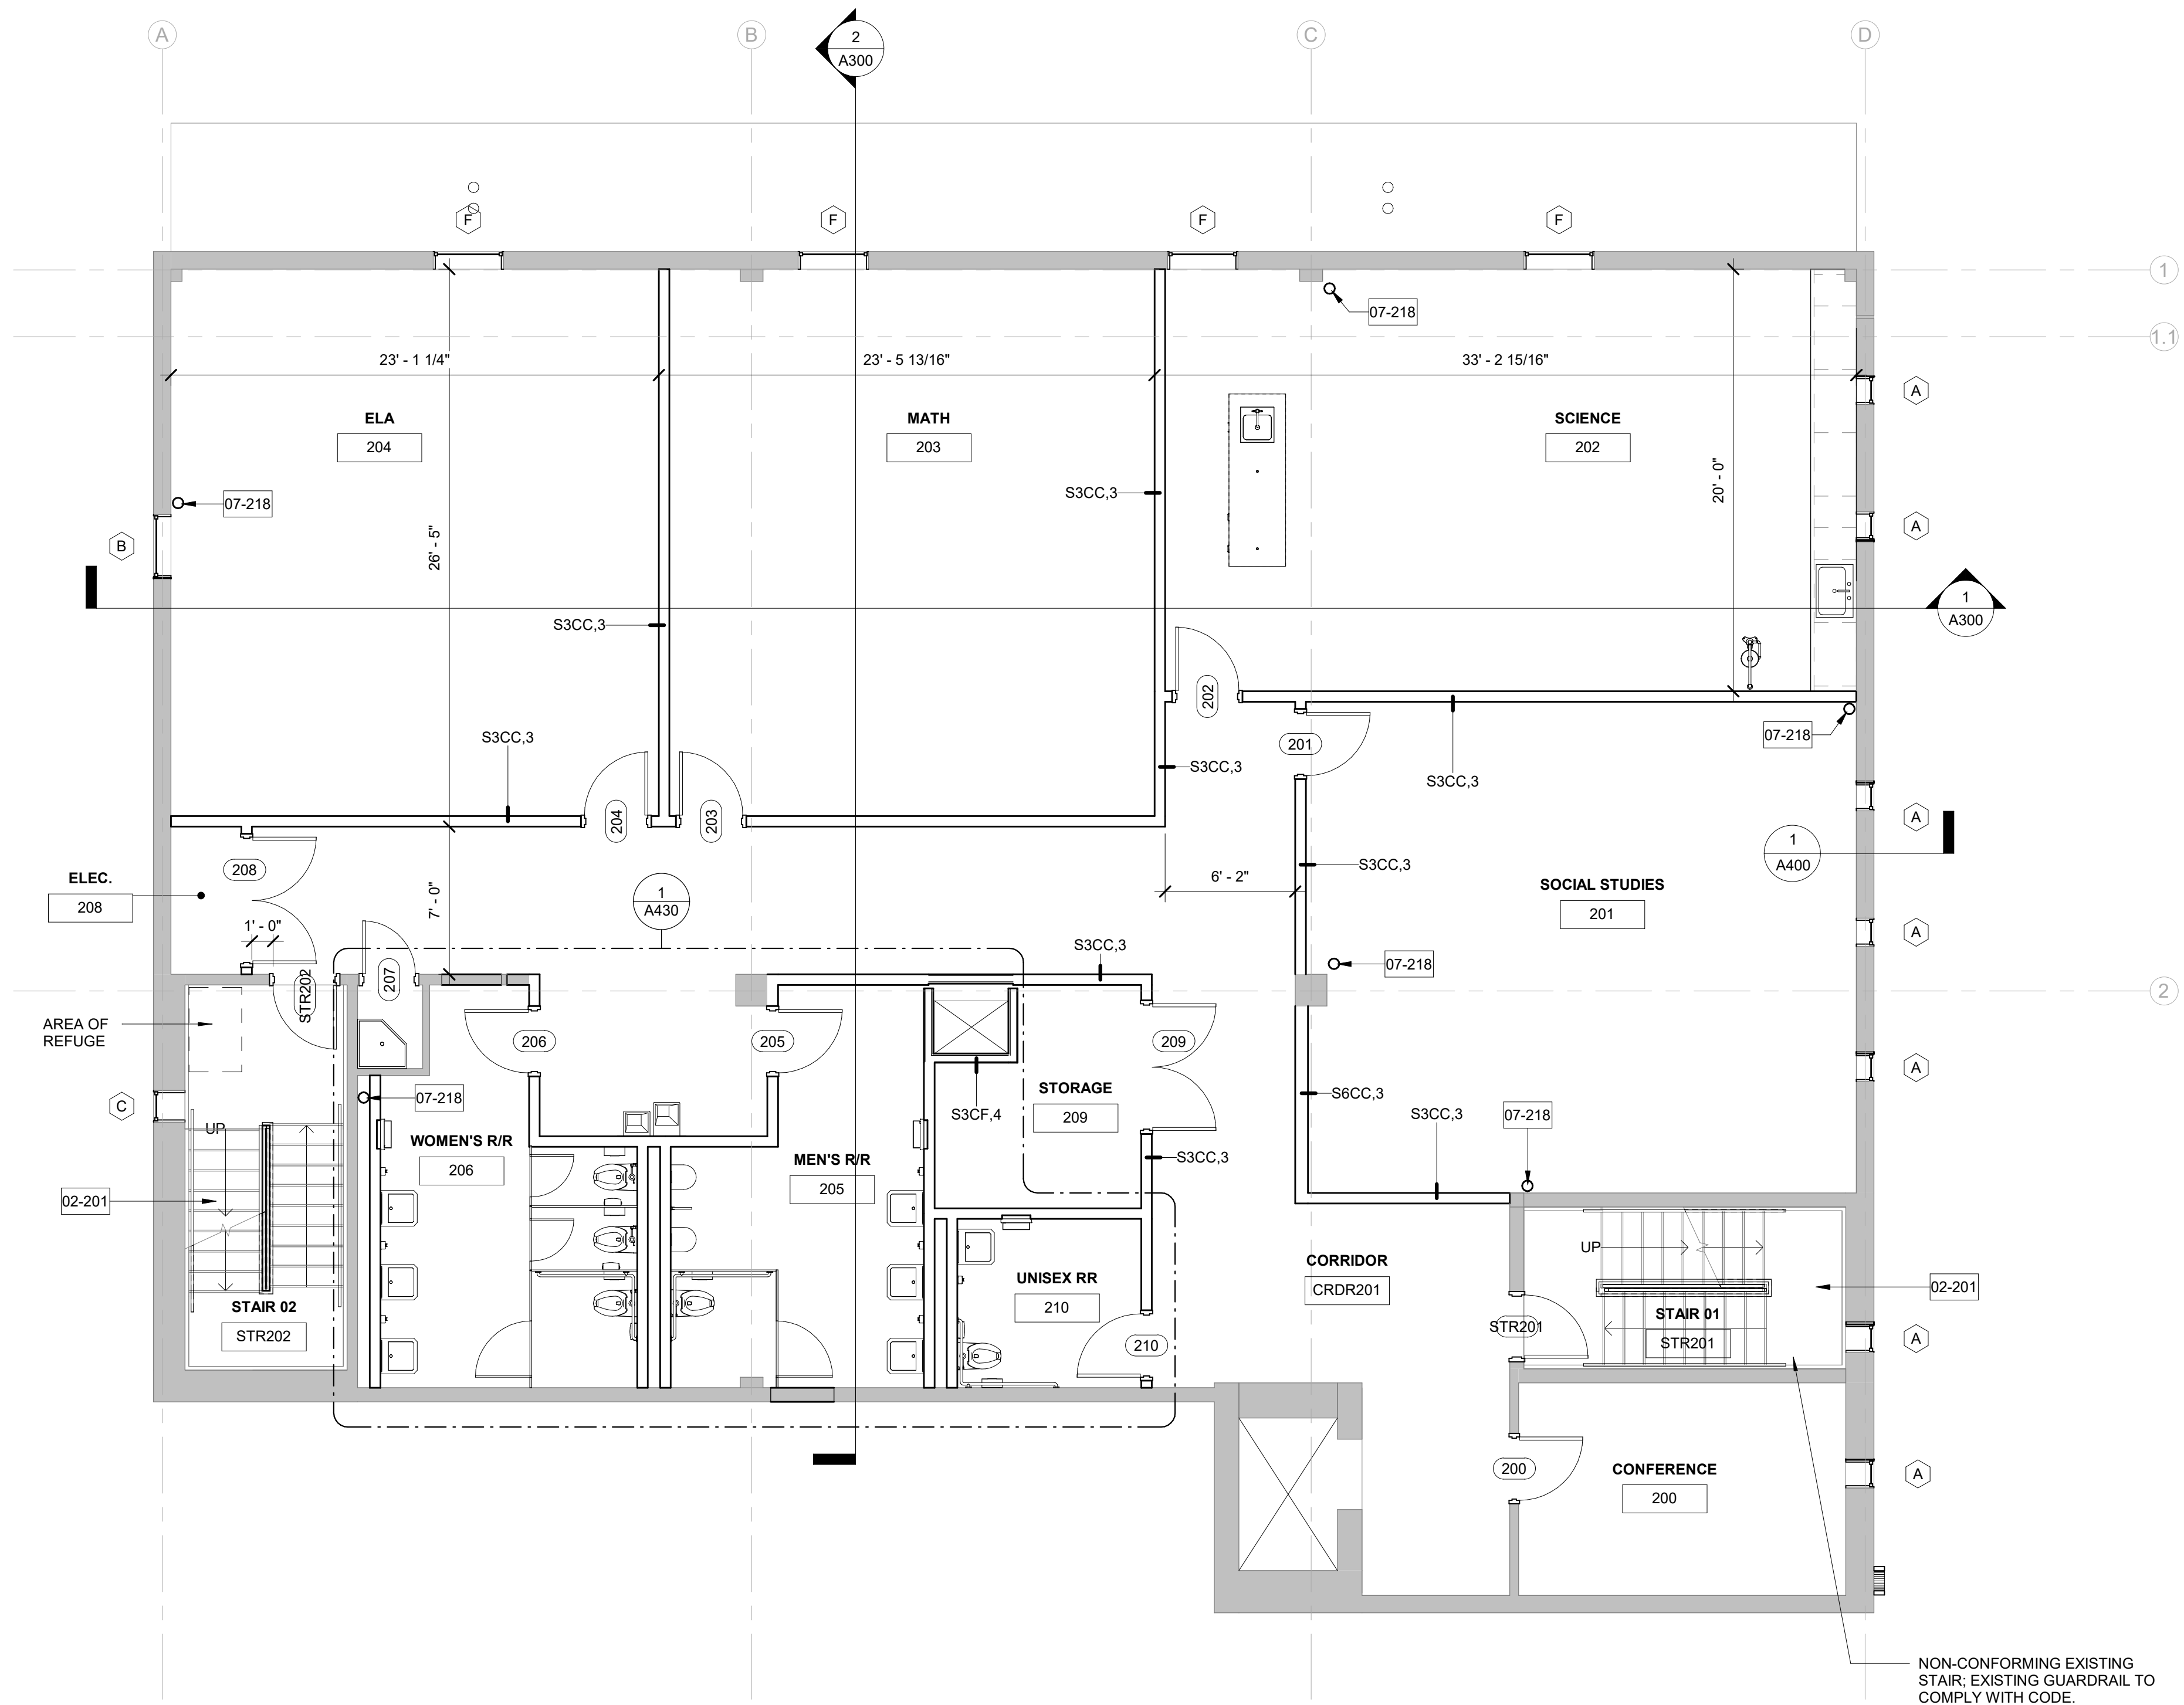 A
B
C
D
2
A300
F
F
F
F
1
07-218
1.1
23' - 1 1/4"
23' - 5 13/16"
33' - 2 15/16"
A
ELA
204
MATH
203
SCIENCE
202
20' - 0"
S3CC,3
07-218
26' - 5"
B
A
1
A300
S3CC,3
202
S3CC,3
201
07-218
S3CC,3
S3CC,3
204
203
A
1
A400
208
S3CC,3
ELEC.
208
7' - 0"
6' - 2"
1
A430
SOCIAL STUDIES
201
1' - 0"
A
S3CC,3
07-218
STR202
207
2
AREA OF
REFUGE
206
205
209
A
STORAGE
209
S6CC,3
07-218
C
S3CF,4
S3CC,3
07-218
UP
WOMEN'S R/R
206
MEN'S R/R
205
S3CC,3
02-201
UP
CORRIDOR
CRDR201
UNISEX RR
210
02-201
STAIR 02
STR202
STAIR 01
STR201
STR201
210
A
200
CONFERENCE
200
A
NON-CONFORMING EXISTING
STAIR; EXISTING GUARDRAIL TO
COMPLY WITH CODE.